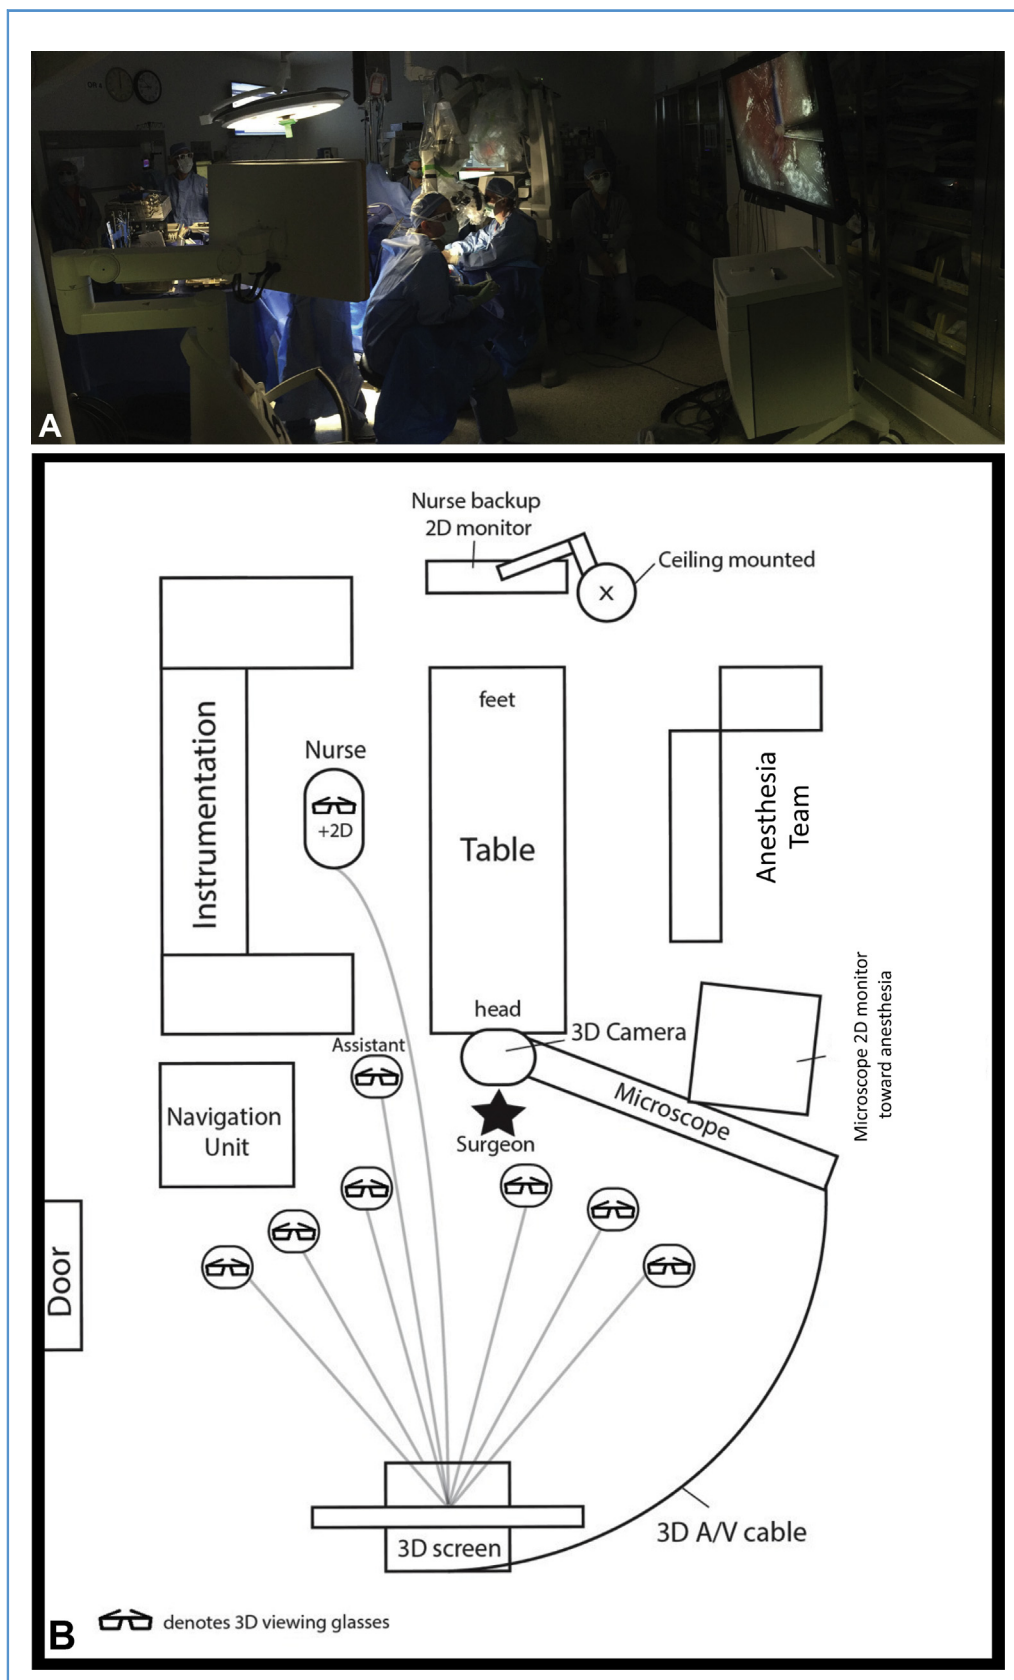 A
Nurse backup
2D monitor
Ceiling mounted
X
feet
Instrumentation
Nurse
+2D
Table
Anesthesia
Team
head
3D Camera
Assistant
Microscope 2D monitor
toward anesthesia
Microscope
Navigation
Unit
Surgeon
Door
3D A/V cable
3D screen
B
denotes 3D viewing glasses